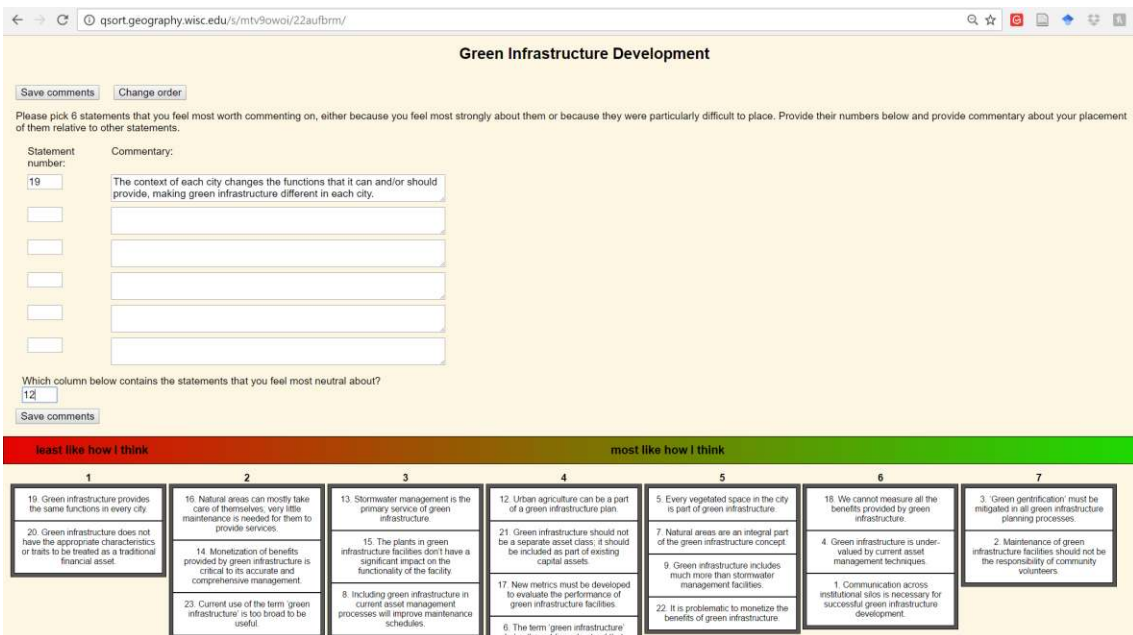 qsort.geography.wisc.edu/s/mtv9owoi/22aufbrm/
Green Infrastructure Development
Save comments Change order
Please pick 6 statements that you feel most worth commenting on, either because you feel most strongly about them or because they were particularly difficult to place. Provide their numbers below and provide commentary about your placement
of them relative to other statements.
Statement
number:
Commentary:
19
The context of each city changes the functions that it can and/or should
provide, making green infrastructure different in each city.
Which column below contains the statements that you feel most neutral about?
12
Save comments
least like how I think most like how I think
1
19. Green infrastructure provides
the same functions in every city.
20. Green infrastructure does not
have the appropriate characteristics
or traits to be treated as a traditional
financial asset.
2
16. Natural areas can mostly take
care of themselves, very little
maintenance is needed for them to
provide services.
14. Monetization of benefits
provided by green infrastructure is
critical to its accurate and
comprehensive management.
23. Current use of the term 'green
infrastructure' is too broad to be
useful.
3
13. Stormwater management is the
primary service of green
infrastructure.
15. The plants in green
infrastructure facilities don't have a
significant impact on the
functionality of the facility.
8. Including green infrastructure in
current asset management
processes will improve maintenance
schedules.
4
12. Urban agriculture can be a part
of a green infrastructure plan.
21. Green infrastructure should not
be a separate asset class; it should
be included as part of existing
capital assets.
17. New metrics must be developed
to evaluate the performance of
green infrastructure facilities.
6. The term 'green infrastructure'
5
5. Every vegetated space in the city
is part of green infrastructure.
7. Natural areas are an integral part
of the green infrastructure concept.
9. Green infrastructure includes
much more than stormwater
management facilities.
22. It is problematic to monetize the
benefits of green infrastructure.
6
18. We cannot measure all the
benefits provided by green
infrastructure.
4. Green infrastructure is under-
valued by current asset
management techniques.
1. Communication across
institutional silos is necessary for
successful green infrastructure
development.
7
3. 'Green gentrification' must be
mitigated in all green infrastructure
planning processes.
2. Maintenance of green
infrastructure facilities should not be
the responsibility of community
volunteers.